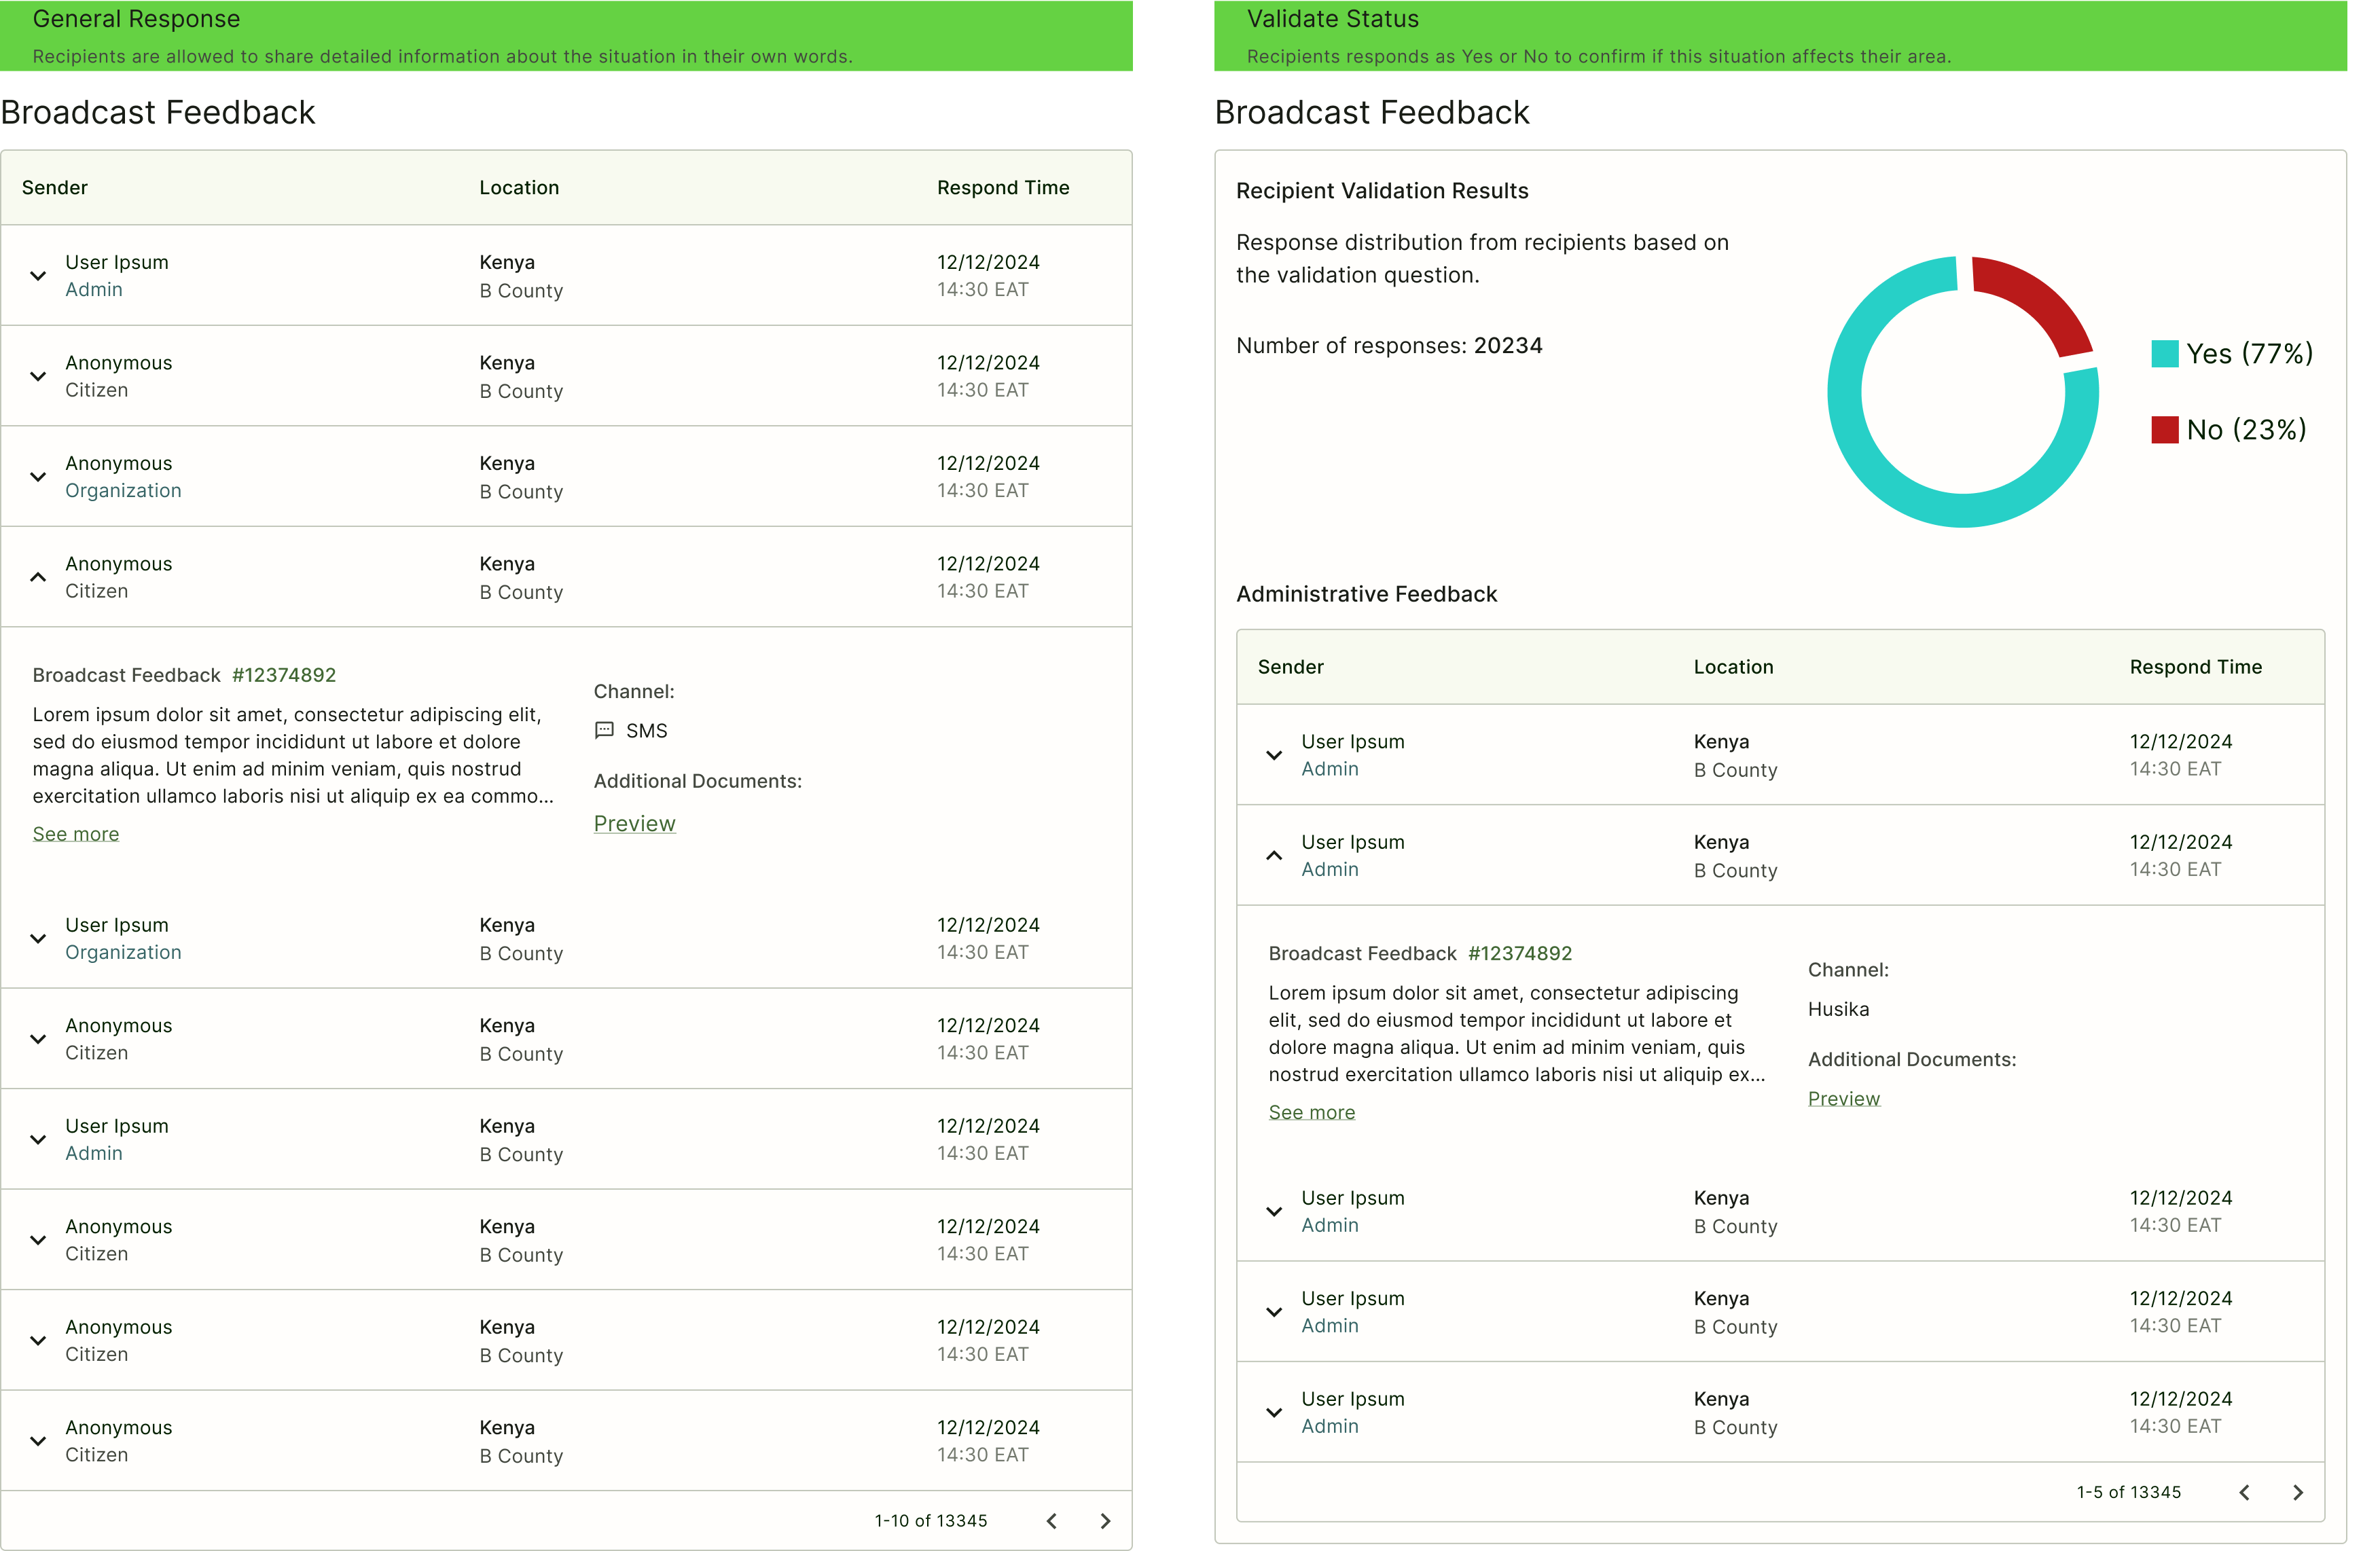 General Response
Recipients are allowed to share detailed information about the situation in their own words.
Broadcast Feedback
Sender Location Respond Time
User Ipsum Kenya 12/12/2024
Admin B County 14:30 EAT
Anonymous Kenya 12/12/2024
Citizen B County 14:30 EAT
Anonymous Kenya 12/12/2024
Organization B County 14:30 EAT
Anonymous Kenya 12/12/2024
Citizen B County 14:30 EAT
Broadcast Feedback #12374892
Lorem ipsum dolor sit amet, consectetur adipiscing elit,
sed do eiusmod tempor incididunt ut labore et dolore
magna aliqua. Ut enim ad minim veniam, quis nostrud
exercitation ullamco laboris nisi ut aliquip ex ea commo...
See more
Channel:
SMS
Additional Documents:
Preview
User Ipsum Kenya 12/12/2024
Organization B County 14:30 EAT
Anonymous Kenya 12/12/2024
Citizen B County 14:30 EAT
User Ipsum Kenya 12/12/2024
Admin B County 14:30 EAT
Anonymous Kenya 12/12/2024
Citizen B County 14:30 EAT
Anonymous Kenya 12/12/2024
Citizen B County 14:30 EAT
Anonymous Kenya 12/12/2024
Citizen B County 14:30 EAT
1-10 of 13345
Validate Status
Recipients responds as Yes or No to confirm if this situation affects their area.
Broadcast Feedback
Recipient Validation Results
Response distribution from recipients based on
the validation question.
Number of responses: 20234
Yes (77%)
No (23%)
Administrative Feedback
Sender Location Respond Time
User Ipsum Kenya 12/12/2024
Admin B County 14:30 EAT
User Ipsum Kenya 12/12/2024
Admin B County 14:30 EAT
Broadcast Feedback #12374892
Lorem ipsum dolor sit amet, consectetur adipiscing
elit, sed do eiusmod tempor incididunt ut labore et
dolore magna aliqua. Ut enim ad minim veniam, quis
nostrud exercitation ullamco laboris nisi ut aliquip ex...
See more
Channel:
Husika
Additional Documents:
Preview
User Ipsum Kenya 12/12/2024
Admin B County 14:30 EAT
User Ipsum Kenya 12/12/2024
Admin B County 14:30 EAT
User Ipsum Kenya 12/12/2024
Admin B County 14:30 EAT
1-5 of 13345